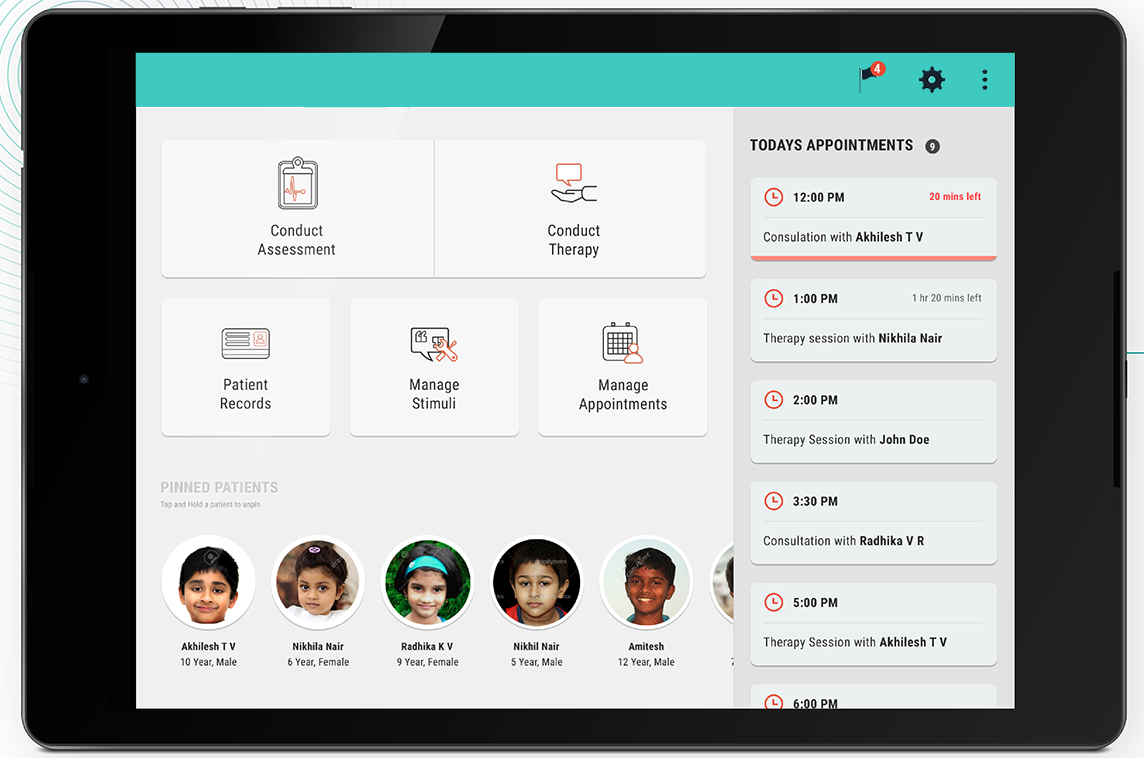 4
Conduct
Assessment
Conduct
Therapy
Patient
Records
Manage
Stimuli
Manage
Appointments
PINNED PATIENTS
Tap and Hold a patient to unpin
Akhilesh T V
10 Year, Male
Nikhila Nair
6 Year, Female
Radhika K V
9 Year, Female
Nikhil Nair
5 Year, Male
Amitesh
12 Year, Male
TODAYS APPOINTMENTS 9
12:00 PM 20 mins left
Consulation with Akhilesh T V
1:00 PM 1 hr 20 mins left
Therapy session with Nikhila Nair
2:00 PM
Therapy Session with John Doe
3:30 PM
Consultation with Radhika V R
5:00 PM
Therapy Session with Akhilesh T V
6:00 PM